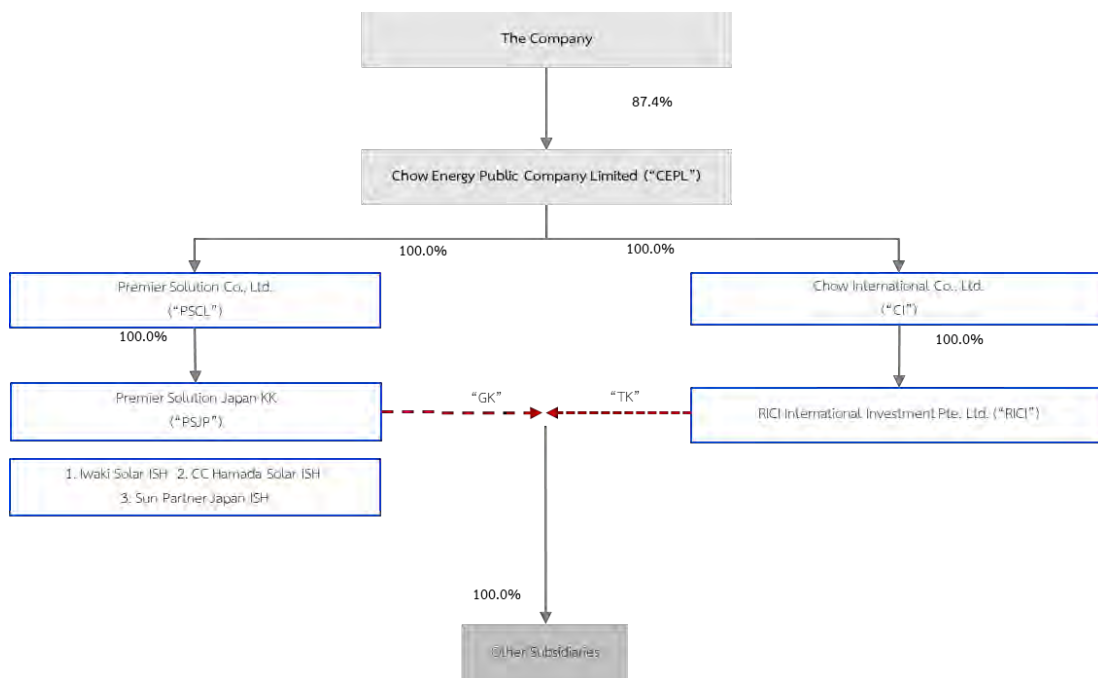 The Company
87.4%
Chow Energy Public Company Limited (“CEPL”)
100.0%
100.0%
Premier Solution Co., Ltd.
(“PSCL”)
Chow International Co., Ltd.
(“CI”)
100.0%
100.0%
Premier Solution Japan KK
(“PSJP”)
“GK”
“TK”
RICI International Investment Pte. Ltd. (“RICI”)
1. Iwaki Solar ISH 2. CC Hamada Solar ISH
3. Sun Partner Japan ISH
100.0%
Other Subsidiaries